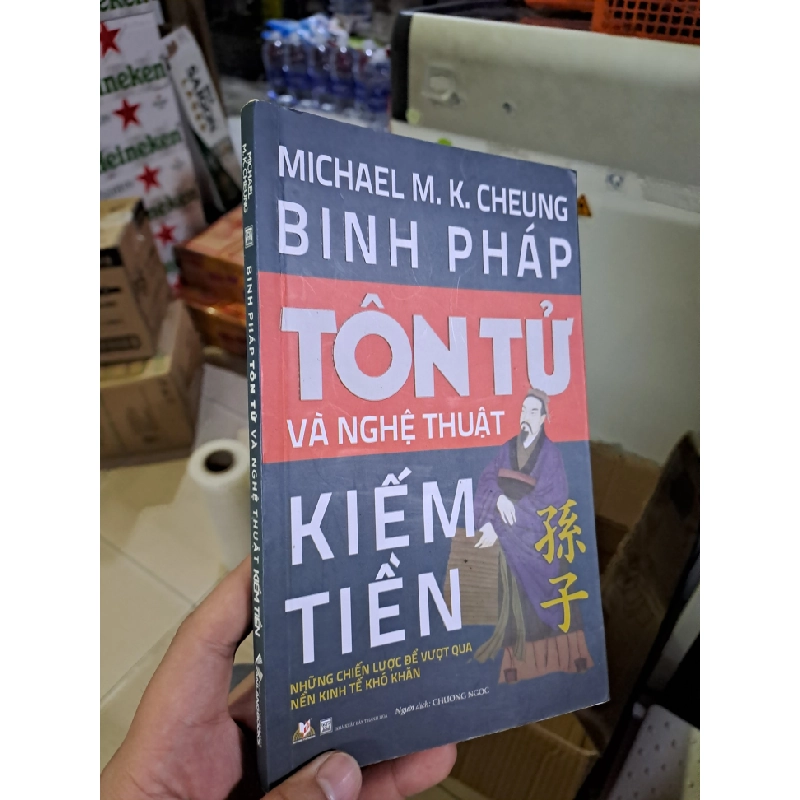 MICHAEL M. K. CHEUNG
BINH PHÁP
TÔN TỬ
VÀ NGHỆ THUẬT
KIẾM
TIỀN
孫子
NHỮNG CHIẾN LƯỢC ĐỂ VƯỢT QUA
NỀN KINH TẾ KHÓ KHĂN
Người dịch: CHƯƠNG NGỌC
MICHAEL
M. K. CHEUNG
BINH PHÁP TÔN TỬ VÀ NGHỆ THUẬT KIẾM TIỀN
Heineken
Heineken